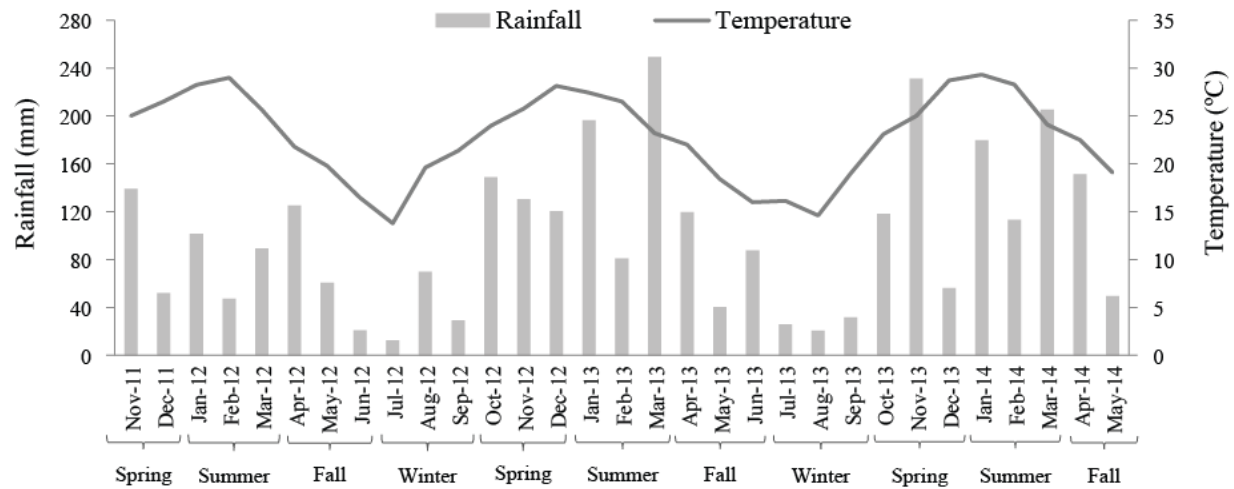 Rainfall Temperature
Rainfall (mm)
280
240
200
160
120
80
40
0
Temperature (ºC)
35
30
25
20
15
10
5
0
Nov-11
Dec-11
Jan-12
Feb-12
Mar-12
Apr-12
May-12
Jun-12
Jul-12
Aug-12
Sep-12
Oct-12
Nov-12
Dec-12
Jan-13
Feb-13
Mar-13
Apr-13
May-13
Jun-13
Jul-13
Aug-13
Sep-13
Oct-13
Nov-13
Dec-13
Jan-14
Feb-14
Mar-14
Apr-14
May-14
Spring Summer Fall Winter Spring Summer Fall Winter Spring Summer Fall